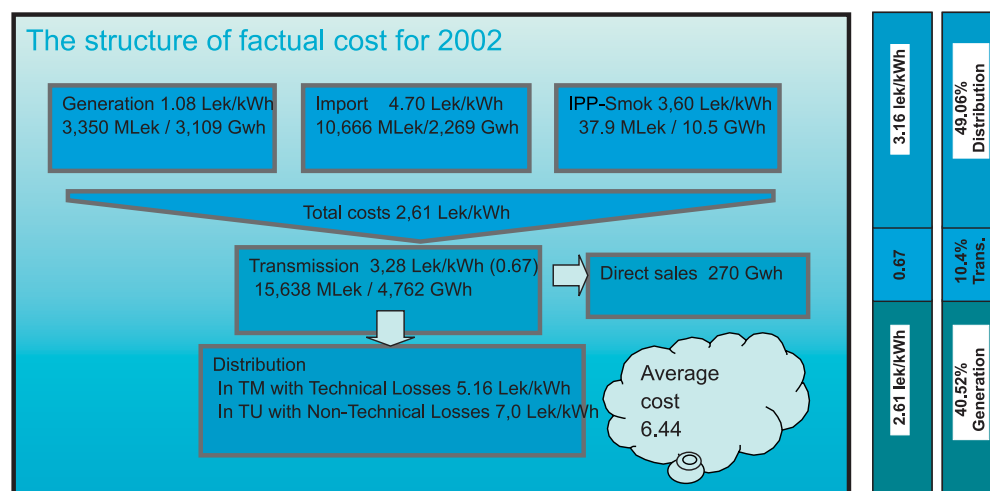 The structure of factual cost for 2002
Generation 1.08 Lek/kWh
3,350 MLek / 3,109 Gwh
Import 4.70 Lek/kWh
10,666 MLek/2,269 Gwh
IPP-Smok 3,60 Lek/kWh
37.9 MLek / 10.5 GWh
Total costs 2,61 Lek/kWh
Transmission 3,28 Lek/kWh (0.67)
15,638 MLek / 4,762 GWh
Direct sales 270 Gwh
Distribution
In TM with Technical Losses 5.16 Lek/kWh
In TU with Non-Technical Losses 7,0 Lek/kWh
Average
cost
6.44
3.16 lek/kWh
0.67
2.61 lek/kWh
49.06%
Distribution
10.4%
Trans.
40.52%
Generation